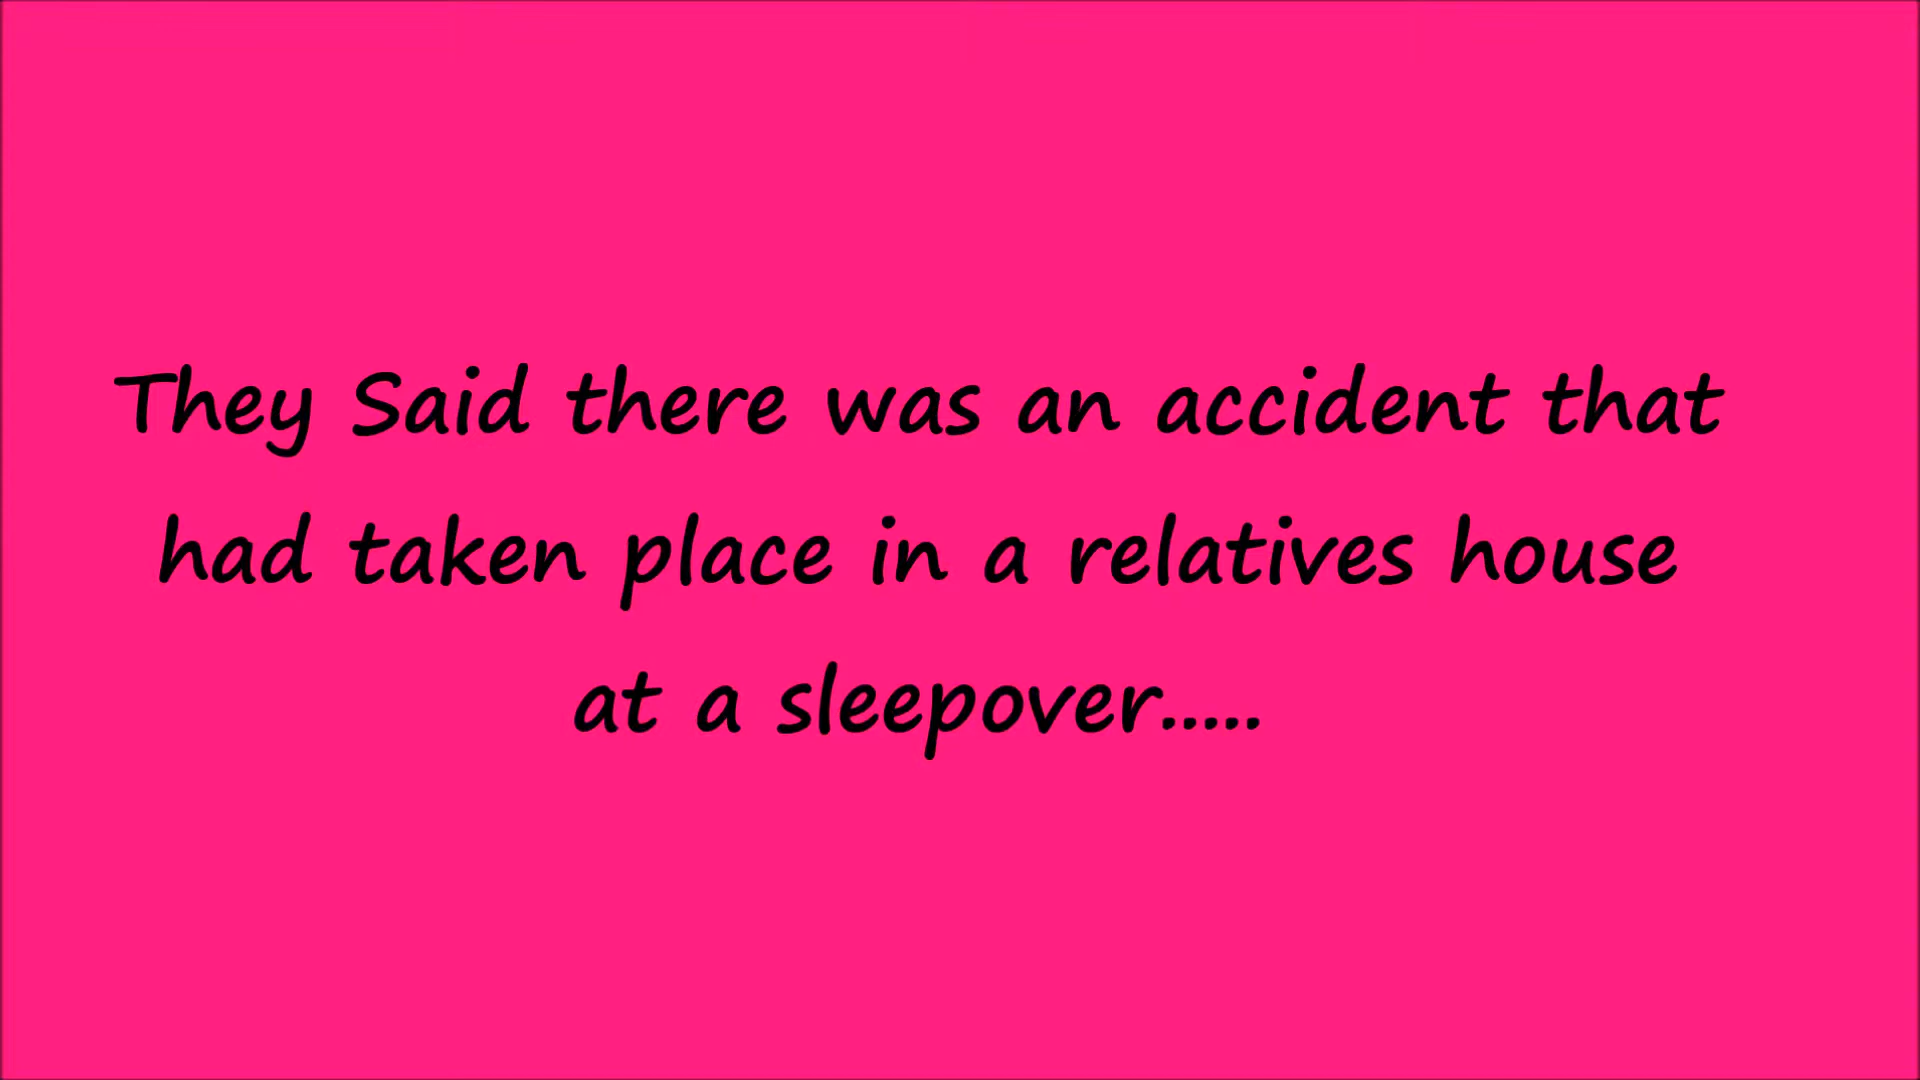 They Said there was an accident that
had taken place in a relatives house
at a sleepover.....